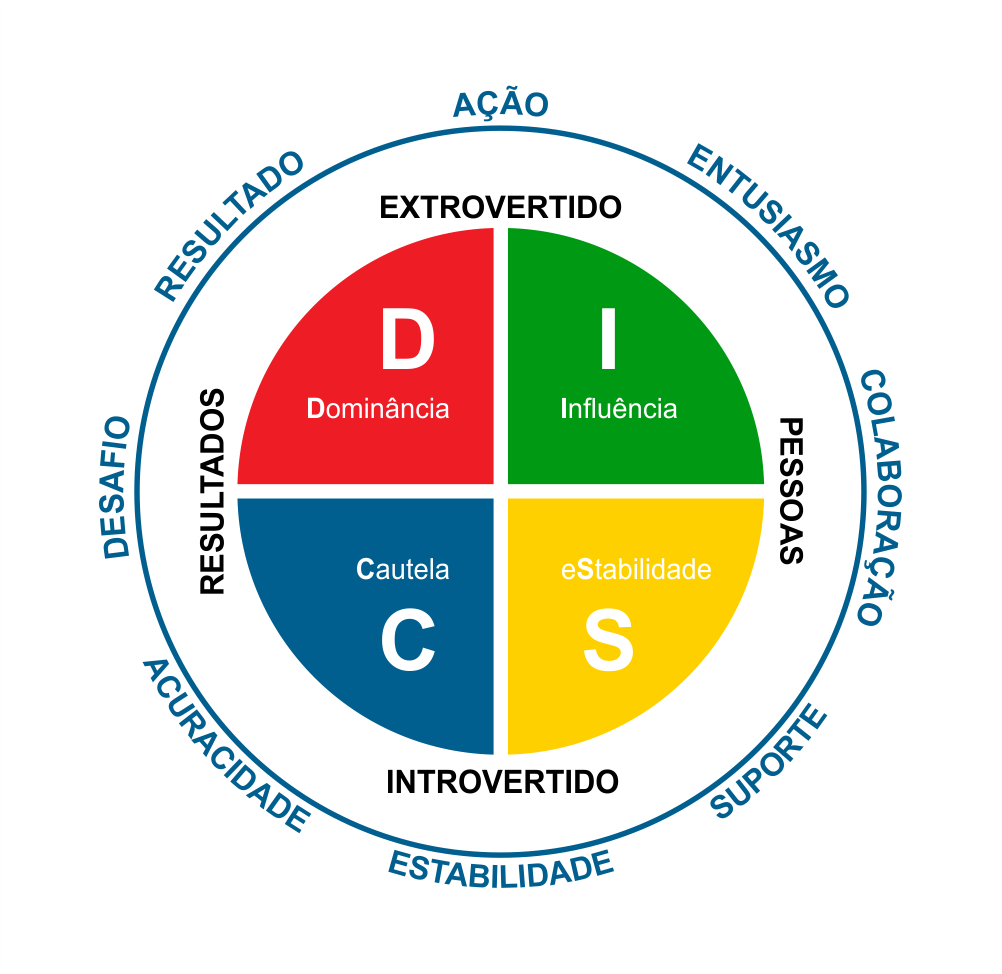 AÇÃO
RESULTADO
ENTUSIASMO
EXTROVERTIDO
D
Dominância
I
Influência
DESAFIO
RESULTADOS
PESSOAS
COLABORAÇÃO
Cautela
C
eStabilidade
S
ACURACIDADE
SUPORTE
INTROVERTIDO
ESTABILIDADE